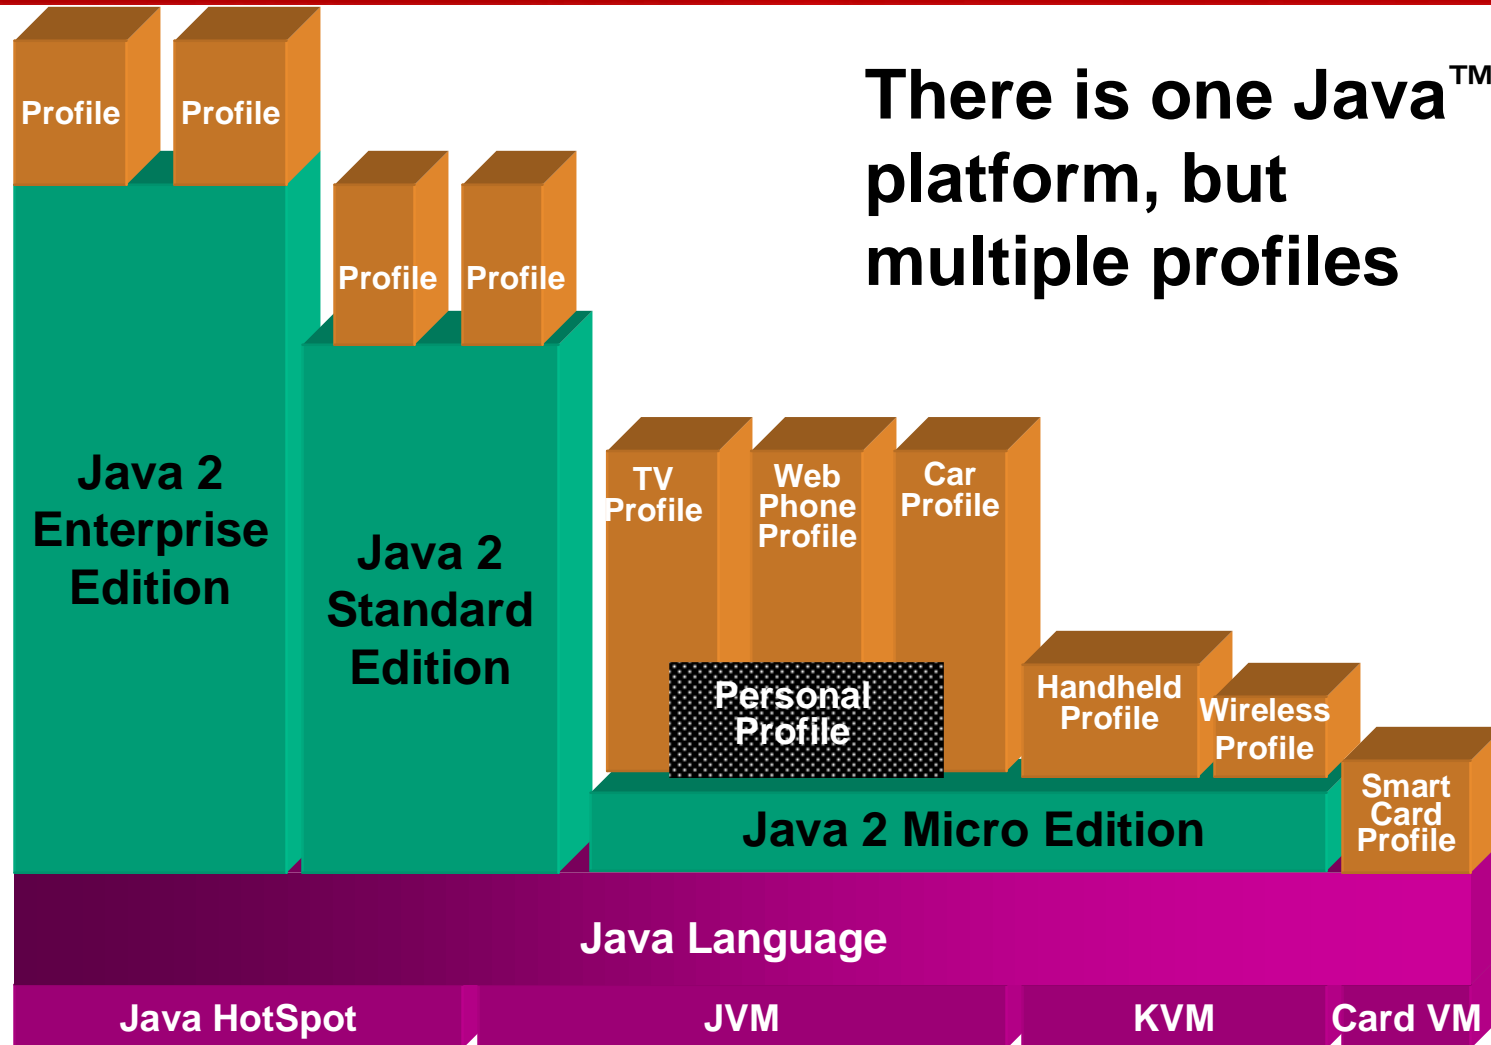 There is one Java™
platform, but
multiple profiles
Profile
Profile
Profile
Profile
Java 2
Enterprise
Edition
Java 2
Standard
Edition
TV
Profile
Web
Phone
Profile
Car
Profile
Personal
Profile
Handheld
Profile
Wireless
Profile
Smart
Card
Profile
Java 2 Micro Edition
Java Language
Java HotSpot
JVM
KVM
Card VM